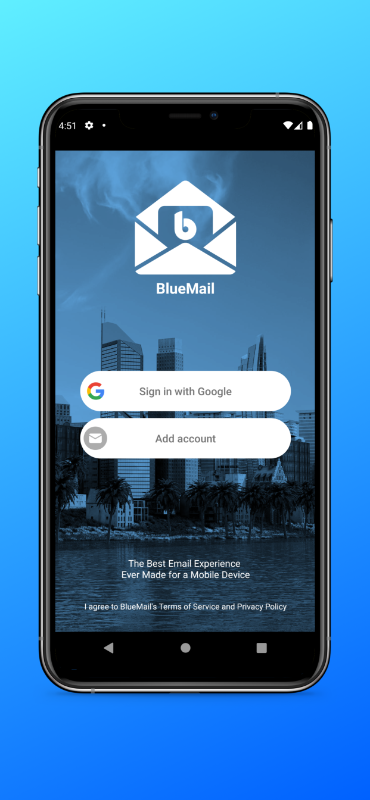 4:51
b
BlueMail
Sign in with Google
Add account
The Best Email Experience
Ever Made for a Mobile Device
I agree to BlueMail's Terms of Service and Privacy Policy